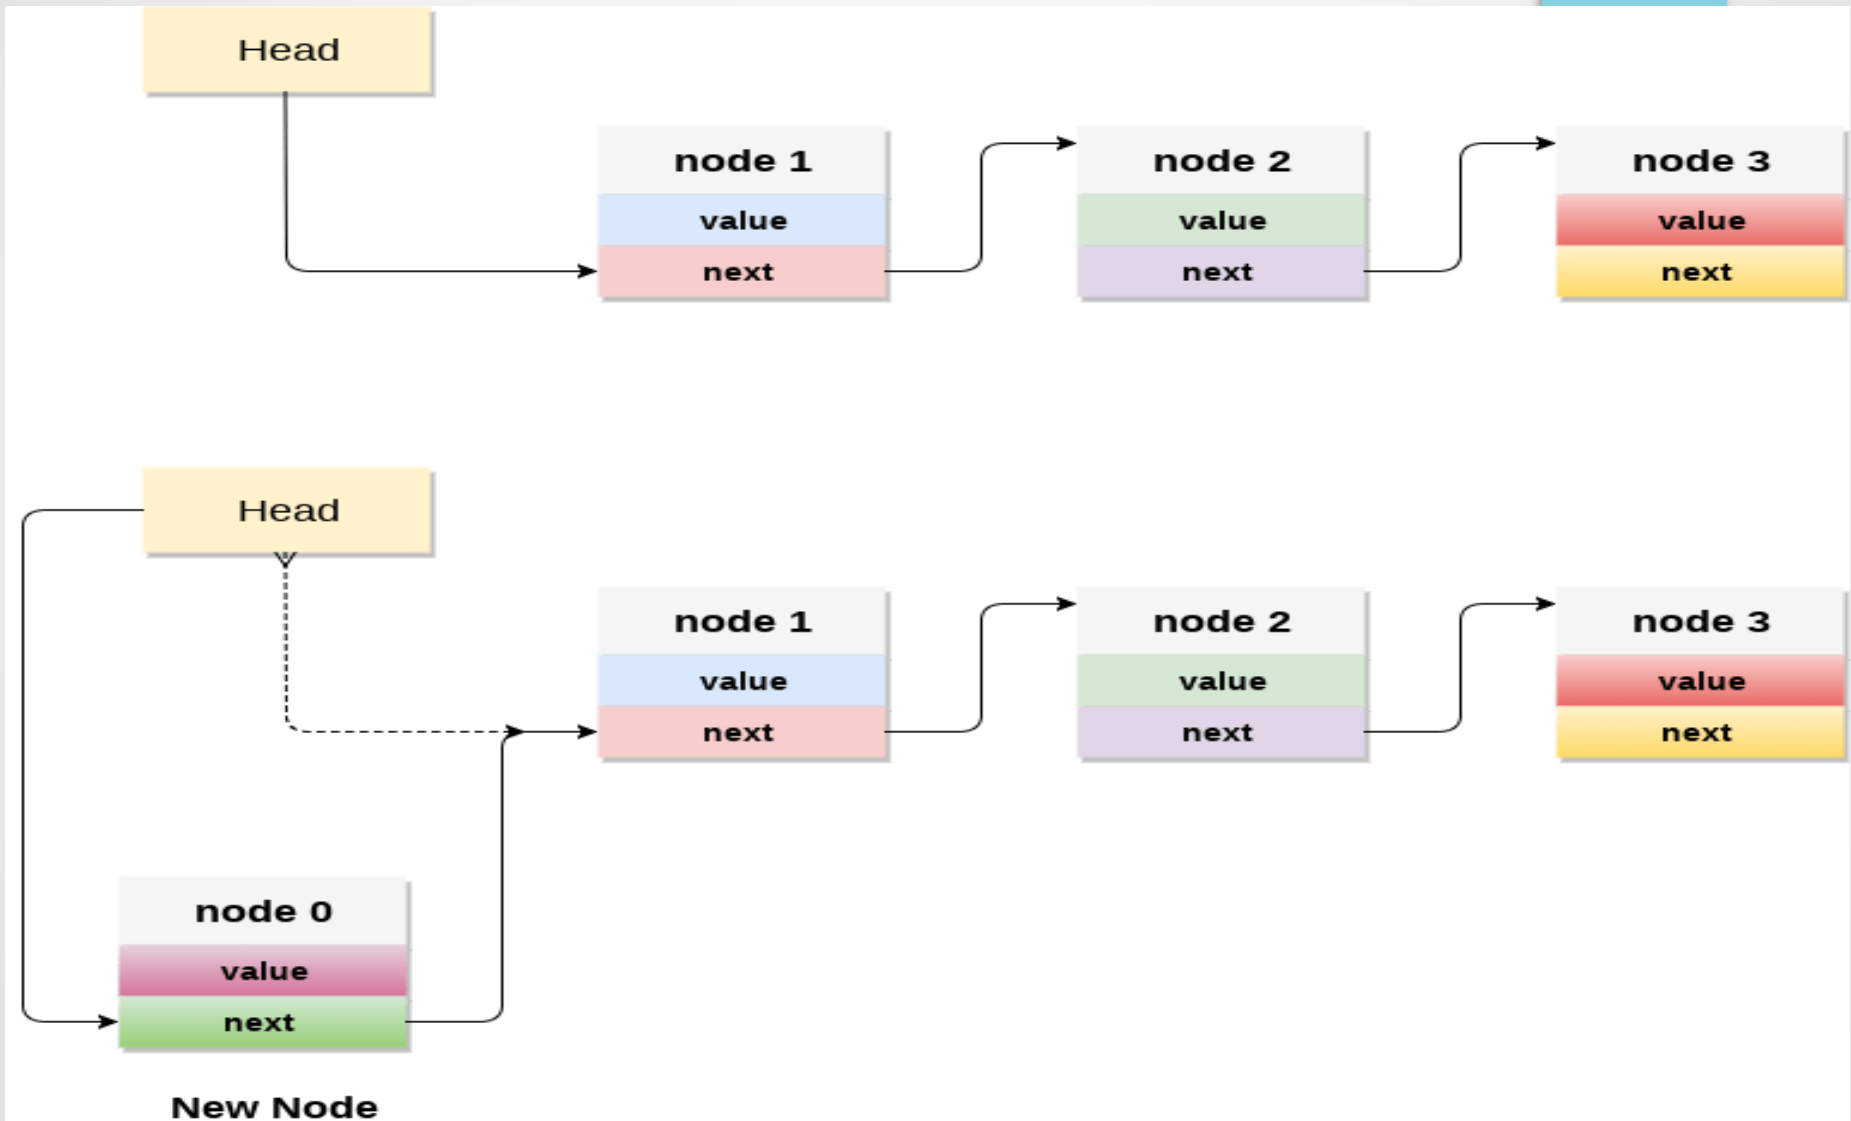 Head
node 1
value
next
node 2
value
next
node 3
value
next
Head
node 1
value
next
node 2
value
next
node 3
value
next
node 0
value
next
New Node